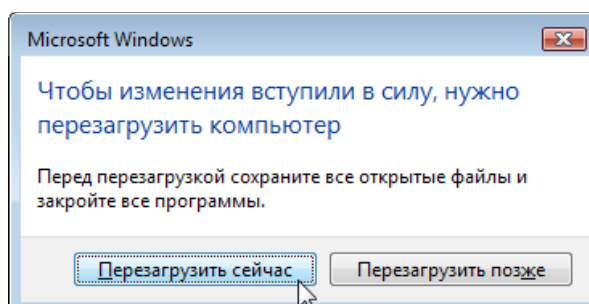 Microsoft Windows
Чтобы изменения вступили в силу, нужно
перезагрузить компьютер
Перед перезагрузкой сохраните все открытые файлы и
закройте все программы.
Перезагрузить сейчас
Перезагрузить позже